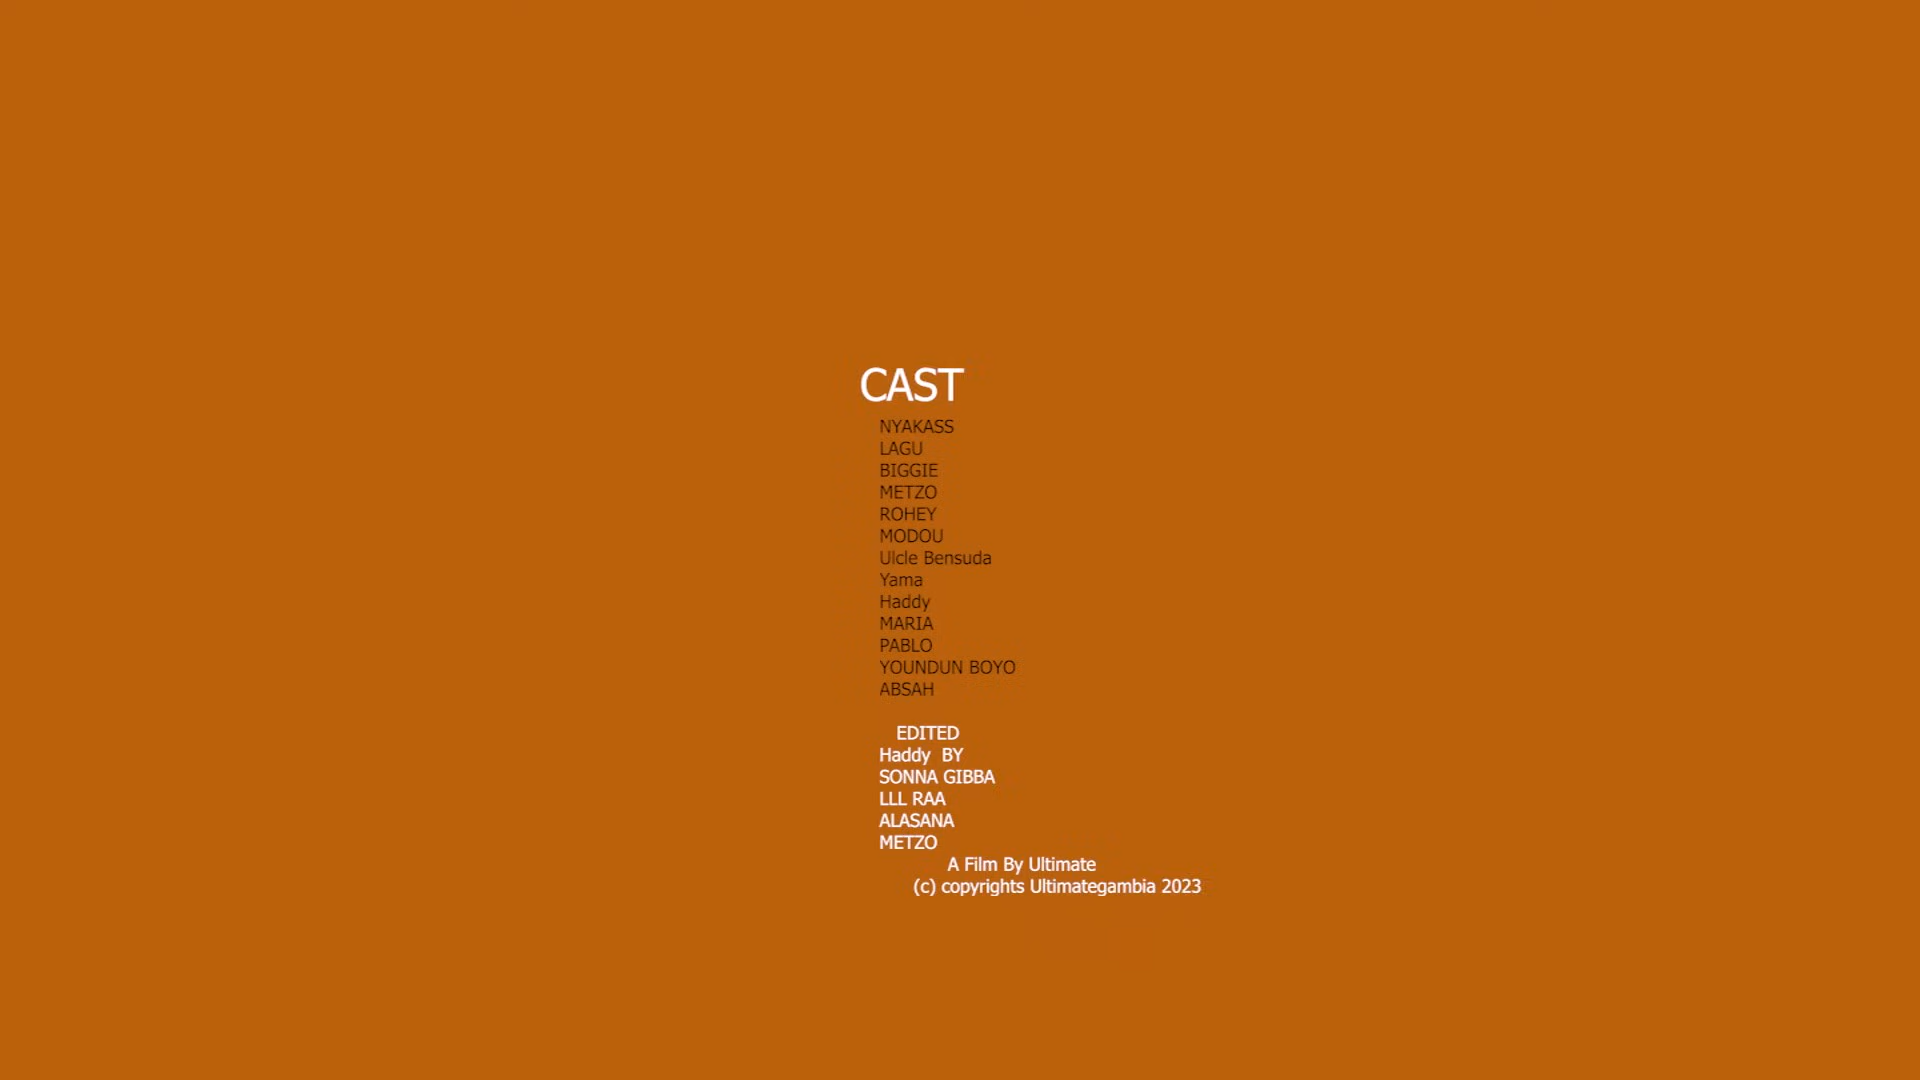 CAST
NYAKASS
LAGU
BIGGIE
METZO
ROHEY
MODOU
Ulcle Bensuda
Yama
Haddy
MARIA
PABLO
YOUNDUN BOYO
ABSAH
EDITED
Haddy BY
SONNA GIBBA
LLL RAA
ALASANA
METZO
A Film By Ultimate
(c) copyrights Ultimategambia 2023